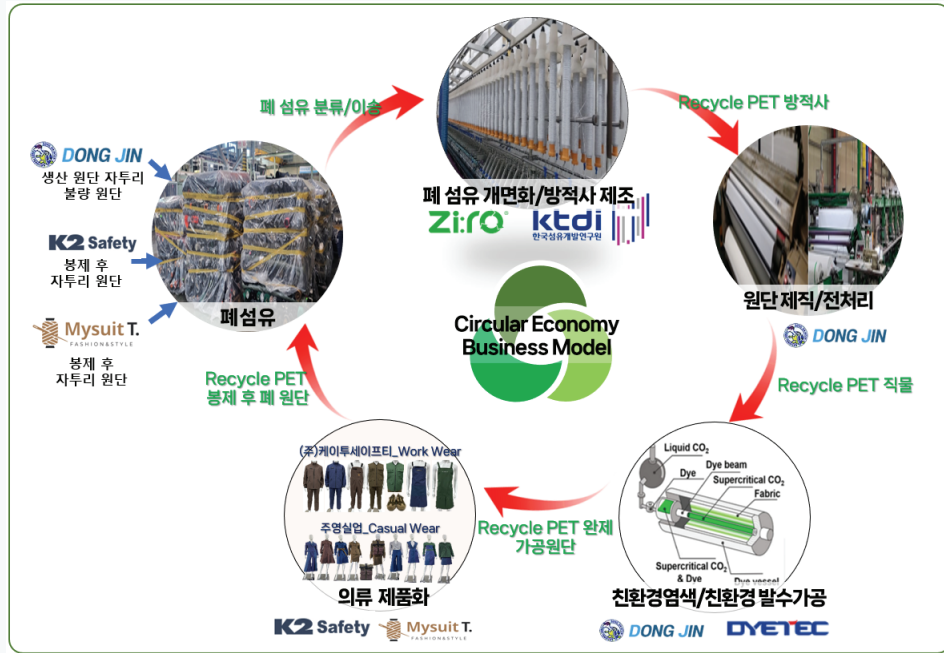 폐 섬유 분류/이송
Recycle PET 방적사
DONG JIN
생산 원단 자투리
불량 원단
K2 Safety
봉제 후
자투리 원단
Mysuit T.
FASHION&STYLE
봉제 후
자투리 원단
폐섬유
폐 섬유 개면화/방적사 제조
Zi:rO
ktdi
한국섬유개발연구원
원단 제직/전처리
DONG JIN
Circular Economy
Business Model
Recycle PET
봉제 후 폐 원단
Recycle PET 직물
(주)케이투세이프티_Work Wear
주영실업_Casual Wear
의류 제품화
K2 Safety
Mysuit T.
FASHION&STYLE
Recycle PET 완제
가공원단
Liquid CO2
Dye
Dye beam
Supercritical CO2
Fabric
Supercritical CO2
& Dye
Dye vessel
친환경염색/친환경 발수가공
DONG JIN
DYETEC